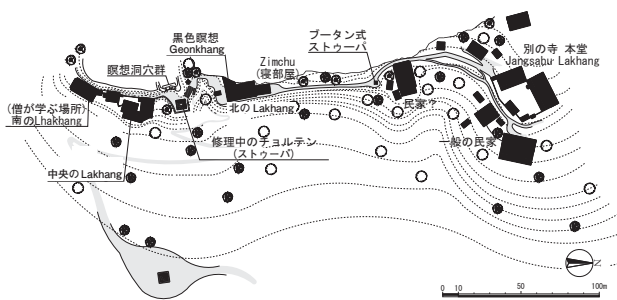 黒色瞑想
Geonkhang
瞑想洞穴群
Zimchu
(寝部屋)
ブータン式
ストゥーパ
別の寺 本堂
Jangsabu Lakhang
(僧が学ぶ場所)
南のLhakhang
北のLakhang
民家?
修理中のチョルテン
(ストゥーパ)
一般の民家
中央のLakhang
N
0 10 50 100m